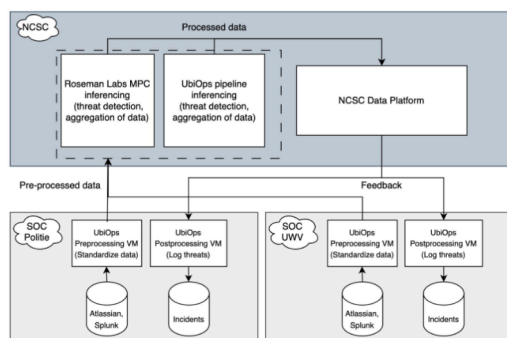 NCSC
Processed data
Roseman Labs MPC
inferencing
(threat detection,
aggregation of data)
UbiOps pipeline
inferencing
(threat detection,
aggregation of data)
NCSC Data Platform
Pre-processed data
Feedback
SOC
Politie
UbiOps
Preprocessing VM
(Standardize data)
UbiOps
Postprocessing VM
(Log threats)
Atlassian,
Splunk
Incidents
SOC
UWV
UbiOps
Preprocessing VM
(Standardize data)
UbiOps
Postprocessing VM
(Log threats)
Atlassian,
Splunk
Incidents